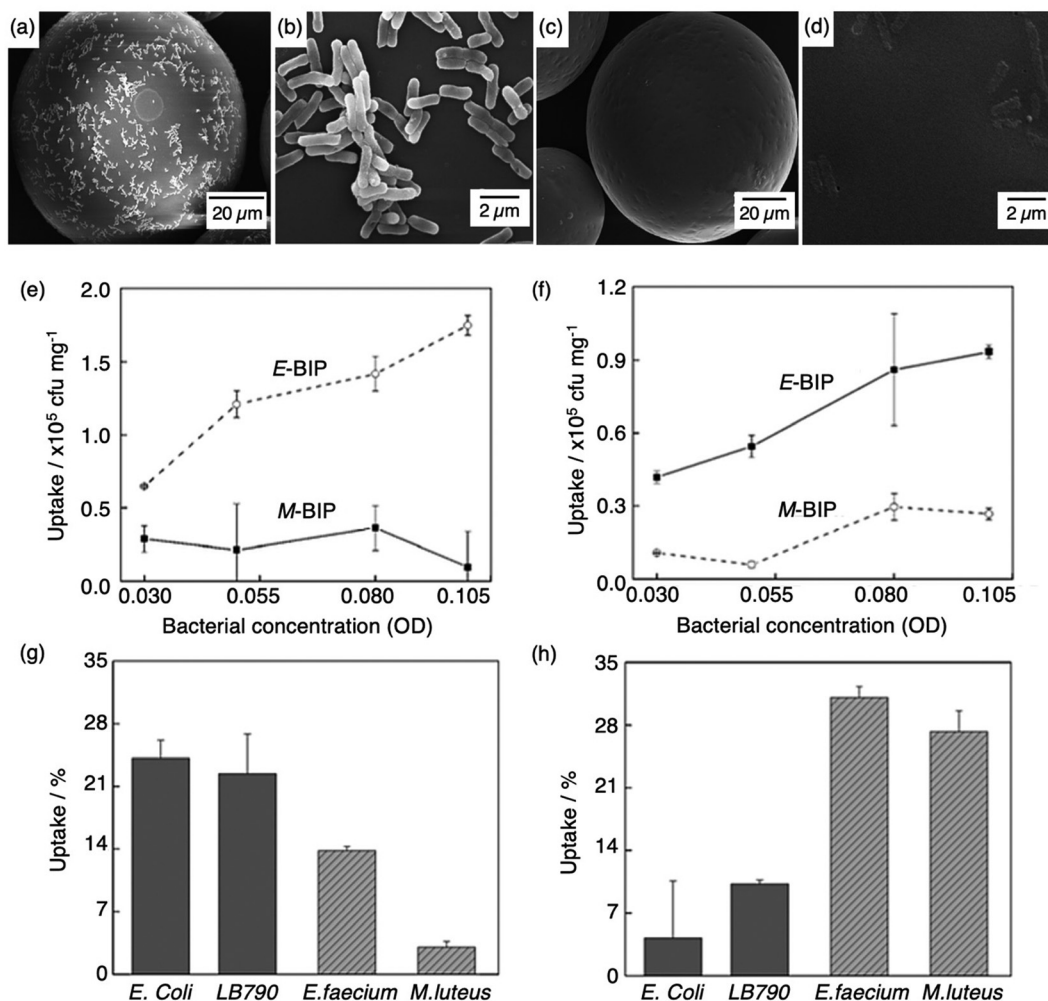 (a) (b) (c) (d)
20 µm 2 µm 20 µm 2 µm
(e)
2.0
1.5
1.0
0.5
0.0
Uptake / x10⁵ cfu mg⁻¹
E-BIP
M-BIP
0.030 0.055 0.080 0.105
Bacterial concentration (OD)
(f)
1.2
0.9
0.6
0.3
0.0
Uptake / x10⁵ cfu mg⁻¹
E-BIP
M-BIP
0.030 0.055 0.080 0.105
Bacterial concentration (OD)
(g)
35
28
21
14
7
0
Uptake / %
E. Coli LB790 E.faecium M.luteus
(h)
35
28
21
14
7
0
Uptake / %
E. Coli LB790 E.faecium M.luteus